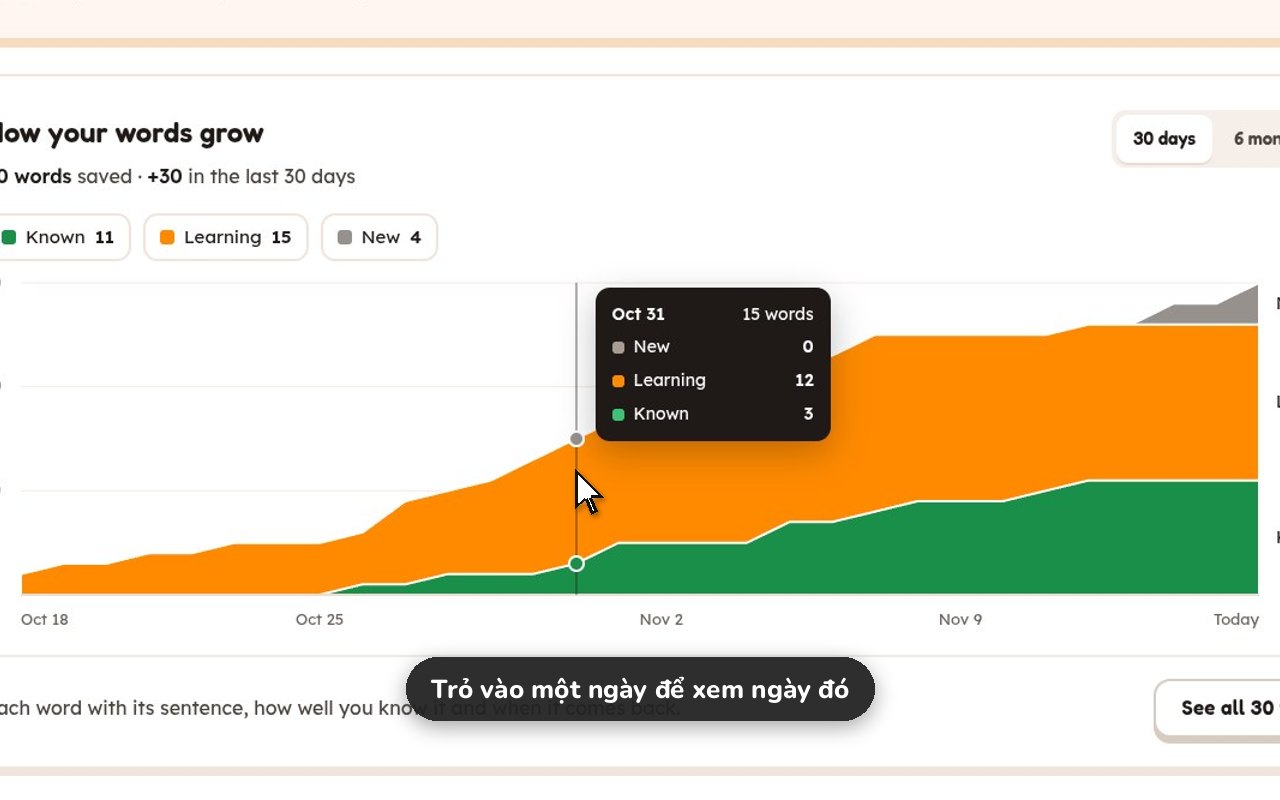 low your words grow
0 words saved · +30 in the last 30 days
30 days
6 mon
Known 11
Learning 15
New 4
Oct 31 15 words
New 0
Learning 12
Known 3
Oct 18 Oct 25 Nov 2 Nov 9 Today
Trỏ vào một ngày để xem ngày đó
ach word with its sentence, how well you know it and when it comes back.
See all 30